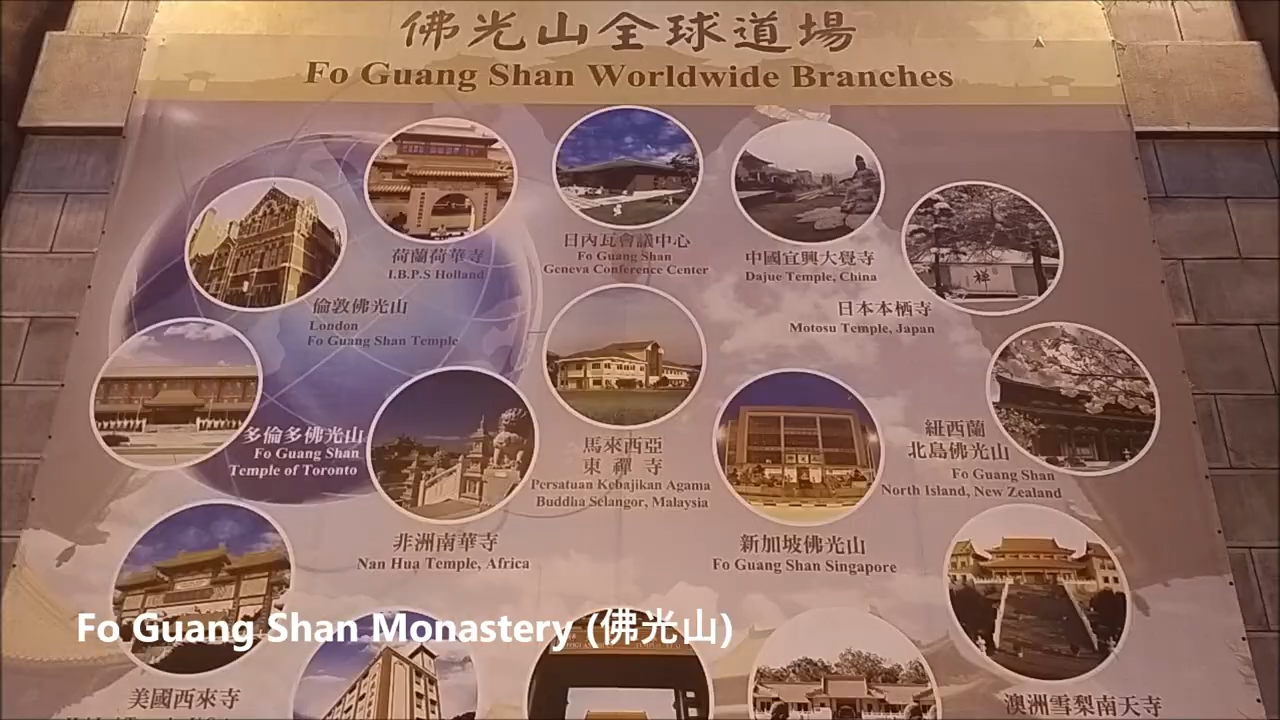 佛光山全球道場
Fo Guang Shan Worldwide Branches
荷蘭荷華寺
I.B.P.S Holland
日內瓦會議中心
Fo Guang Shan
Geneva Conference Center
中國宜興大覺寺
Dajue Temple, China
禅
日本本栖寺
Motosu Temple, Japan
倫敦佛光山
London
Fo Guang Shan Temple
多倫多佛光山
Fo Guang Shan
Temple of Toronto
馬來西亞
東禪寺
Persatuan Kebajikan Agama
Buddha Selangor, Malaysia
紐西蘭
北島佛光山
Fo Guang Shan
North Island, New Zealand
非洲南華寺
Nan Hua Temple, Africa
新加坡佛光山
Fo Guang Shan Singapore
Fo Guang Shan Monastery (佛光山)
美國西來寺
澳洲雪梨南天寺